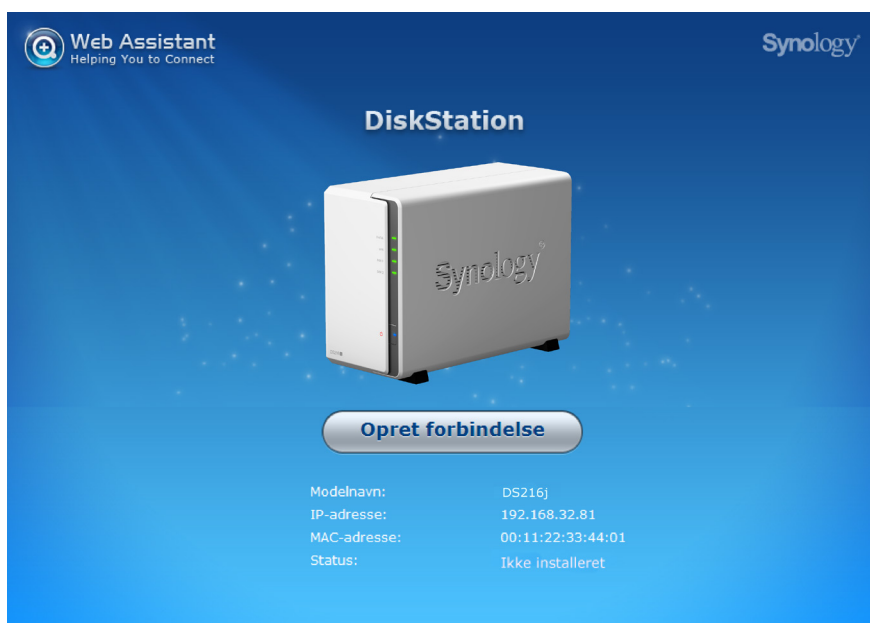 Web Assistant
Helping You to Connect
Synology
DiskStation
Synology
Opret forbindelse
Modelnavn: DS216j
IP-adresse: 192.168.32.81
MAC-adresse: 00:11:22:33:44:01
Status: Ikke installeret